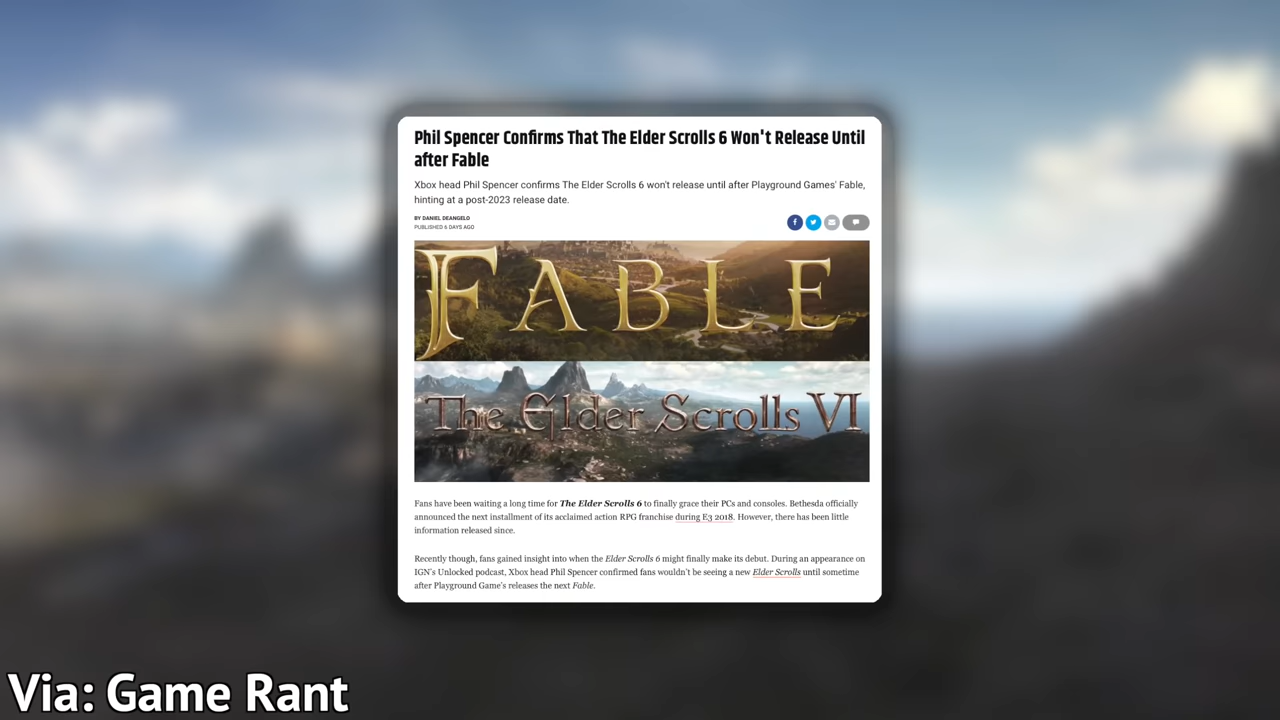 Phil Spencer Confirms That The Elder Scrolls 6 Won't Release Until
after Fable
Xbox head Phil Spencer confirms The Elder Scrolls 6 won't release until after Playground Games' Fable,
hinting at a post-2023 release date.
BY DANIEL DEANGELO
PUBLISHED 6 DAYS AGO
FABLE
The Elder Scrolls VI
Fans have been waiting a long time for The Elder Scrolls 6 to finally grace their PCs and consoles. Bethesda officially
announced the next installment of its acclaimed action RPG franchise during E3 2018. However, there has been little
information released since.
Recently though, fans gained insight into when the Elder Scrolls 6 might finally make its debut. During an appearance on
IGN's Unlocked podcast, Xbox head Phil Spencer confirmed fans wouldn't be seeing a new Elder Scrolls until sometime
after Playground Game's releases the next Fable.
Via: Game Rant